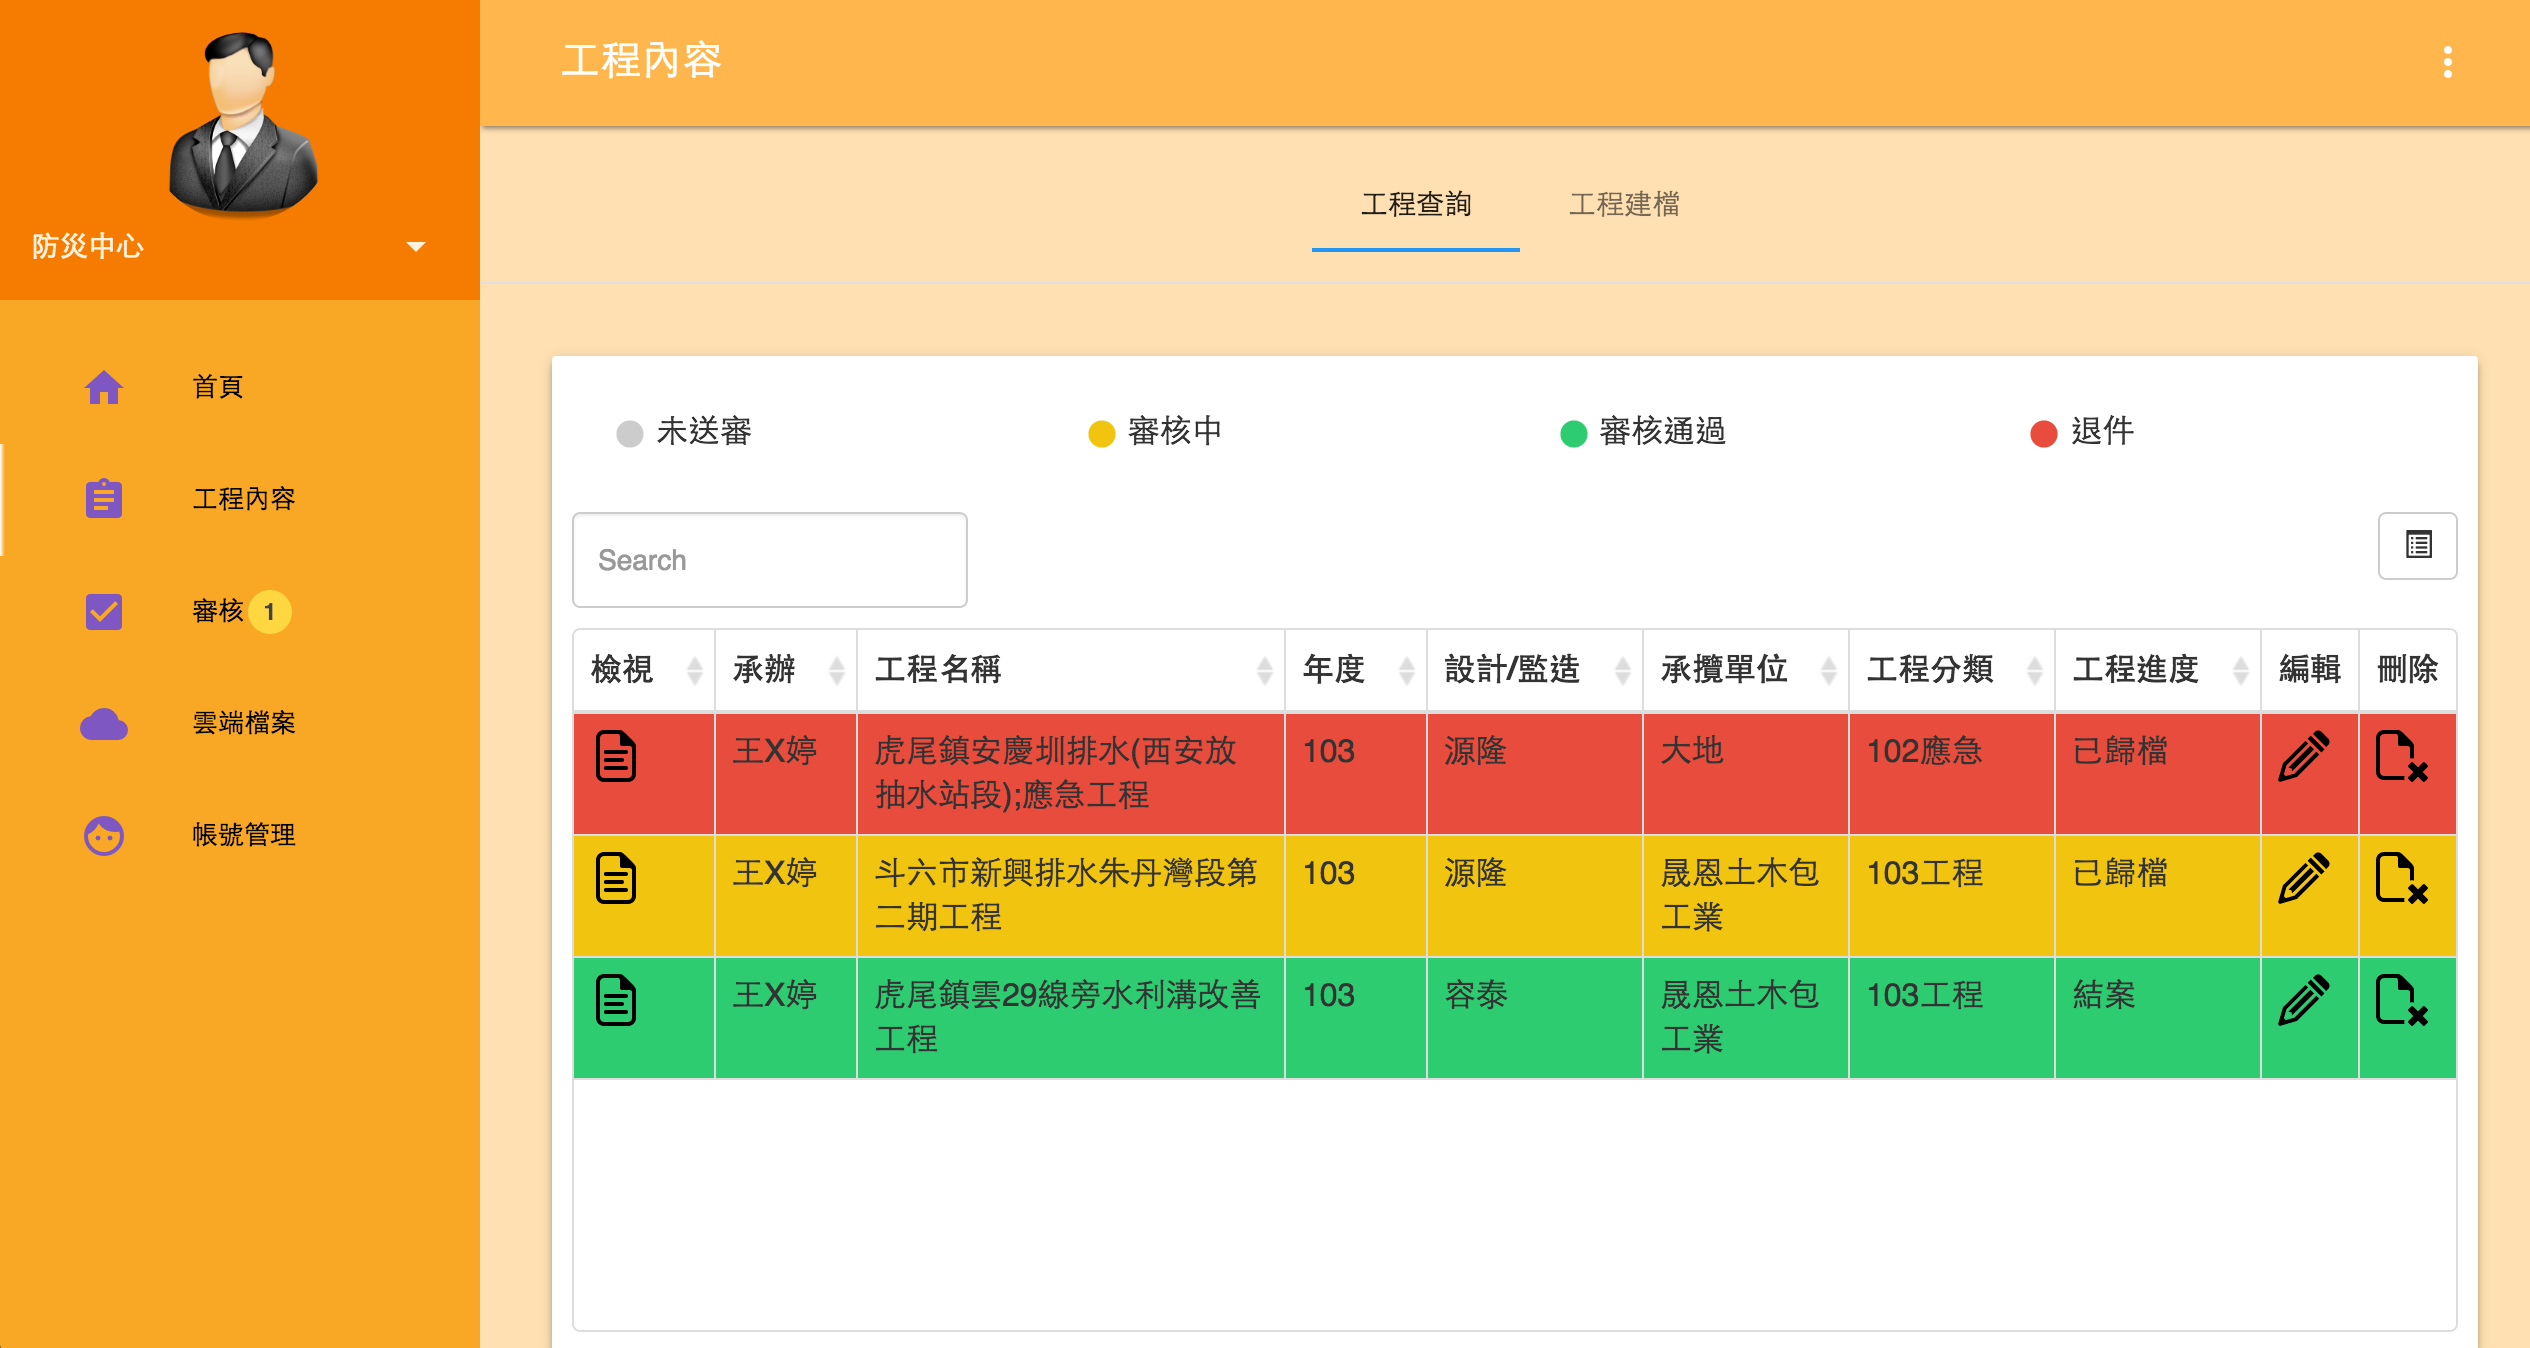 防災中心
首頁
工程內容
審核 1
雲端檔案
帳號管理
工程內容
工程查詢 工程建檔
未送審 審核中 審核通過 退件
Search
檢視 承辦 工程名稱 年度 設計/監造 承攬單位 工程分類 工程進度 編輯 刪除
王X婷 虎尾鎮安慶圳排水(西安放 103 源隆 大地 102應急 已歸檔
抽水站段);應急工程
王X婷 斗六市新興排水朱丹灣段第 103 源隆 晟恩土木包 103工程 已歸檔
二期工程 工業
王X婷 虎尾鎮雲29線旁水利溝改善 103 容泰 晟恩土木包 103工程 結案
工程 工業